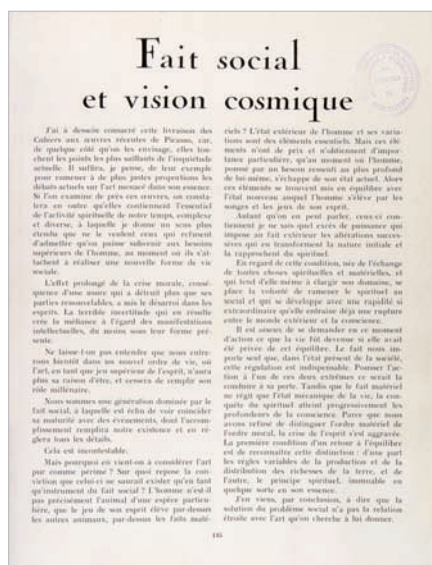 Fait social
et vision cosmique
J'ai à dessein consacré cette livraison des
Cahiers aux œuvres récentes de Picasso, car,
de quelque côté qu'on les envisage, elles tou-
chent les points les plus saillants de l'inquiétude
actuelle. Il suffira, je pense, de leur exemple
pour ramener à de plus justes proportions les
débats actuels sur l'art menacé dans son essence.
Si l'on examine de près ces œuvres, on consta-
tera en outre qu'elles contiennent l'essentiel
de l'activité spirituelle de notre temps, complexe
et diverse, à laquelle je donne un sens plus
étendu que ne le veulent ceux qui refusent
d'admettre qu'on puisse subvenir aux besoins
supérieurs de l'homme, au moment où ils s'at-
tachent à réaliser une nouvelle forme de vie
sociale.
L'effet prolongé de la crise morale, consé-
quence d'une usure qui a détruit plus que ses
parties renouvelables, a mis le désarroi dans les
esprits. La terrible incertitude qui en résulte
crée la méfiance à l'égard des manifestations
intellectuelles, du moins sous leur forme pré-
sente.
Ne laisse-t-on pas entendre que nous entre-
rons bientôt dans un nouvel ordre de vie, où
l'art, en tant que jeu supérieur de l'esprit, n'aura
plus sa raison d'être, et cessera de remplir son
rôle millénaire.
Nous sommes une génération dominée par le
fait social, à laquelle est échu de voir coïncider
sa maturité avec des événements, dont l'accom-
plissement remplira notre existence et en ré-
glera tous les détails.
Cela est incontestable.
Mais pourquoi en vient-on à considérer l'art
pur comme périmé ? Sur quoi repose la con-
viction que celui-ci ne saurait exister qu'en tant
qu'instrument du fait social ? L'homme n'est-il
pas précisément l'animal d'une espèce particu-
lière, que le jeu de son esprit élève par-dessus
les autres animaux, par-dessus les faits maté-
riels ? L'état extérieur de l'homme et ses varia-
tions sont des éléments essentiels. Mais ces élé-
ments n'ont de prix et n'obtiennent d'impor-
tance particulière, qu'au moment où l'homme,
poussé par un besoin ressenti au plus profond
de lui-même, s'échappe de son état actuel. Alors
ces éléments se trouvent mis en équilibre avec
l'état nouveau auquel l'homme s'élève par les
songes et les jeux de son esprit.
Autant qu'on en peut parler, ceux-ci con-
tiennent je ne sais quel excès de puissance qui
impose au fait extérieur les altérations succes-
sives qui en transforment la nature initiale et
la rapprochent du spirituel.
En regard de cette condition, née de l'échange
de toutes choses spirituelles et matérielles, et
qui tend d'elle-même à élargir son domaine, se
place la volonté de ramener le spirituel au
social et qui se développe avec une rapidité si
extraordinaire qu'elle entraîne déjà une rupture
entre le monde extérieur et la conscience.
Il est oiseux de se demander en ce moment
d'action ce que la vie fût devenue si elle avait
été privée de cet équilibre. Le fait nous im-
porte seul que, dans l'état présent de la société,
cette régulation est indispensable. Pousser l'ac-
tion à l'un de ces deux extrêmes ce serait la
conduire à sa perte. Tandis que le fait matériel
ne régit que l'état mécanique de la vie, la con-
quête du spirituel atteint progressivement les
profondeurs de la conscience. Parce que nous
avons refusé de distinguer l'ordre matériel de
l'ordre moral, la crise de l'esprit s'est aggravée.
La première condition d'un retour à l'équilibre
est de reconnaître cette distinction : d'une part
les règles variables de la production et de la
distribution des richesses de la terre, et de
l'autre, le principe spirituel, immuable en
quelque sorte en son essence.
J'en viens, par conclusion, à dire que la
solution du problème social n'a pas la relation
étroite avec l'art qu'on cherche à lui donner.
145